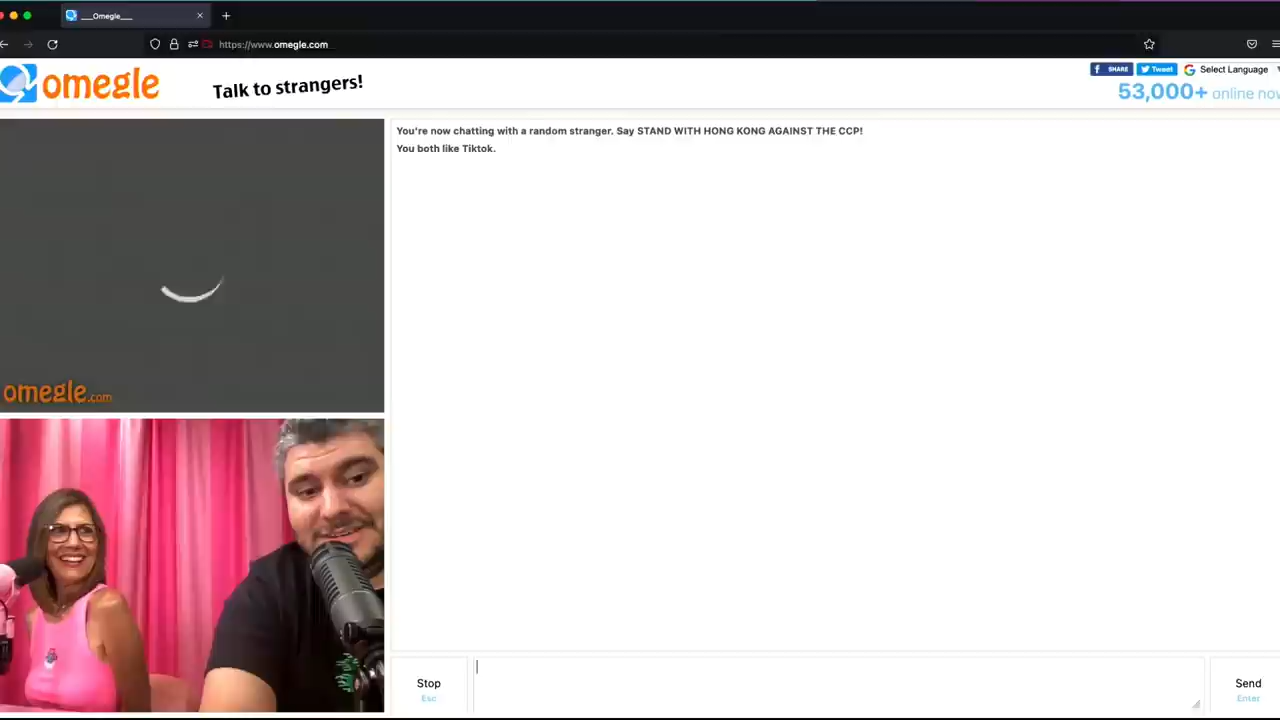 ___Omegle___
https://www.omegle.com
omegle
Talk to strangers!
SHARE
Tweet
Select Language
53,000+ online now
You're now chatting with a random stranger. Say STAND WITH HONG KONG AGAINST THE CCP!
You both like Tiktok.
omegle.com
Stop
Esc
Send
Enter